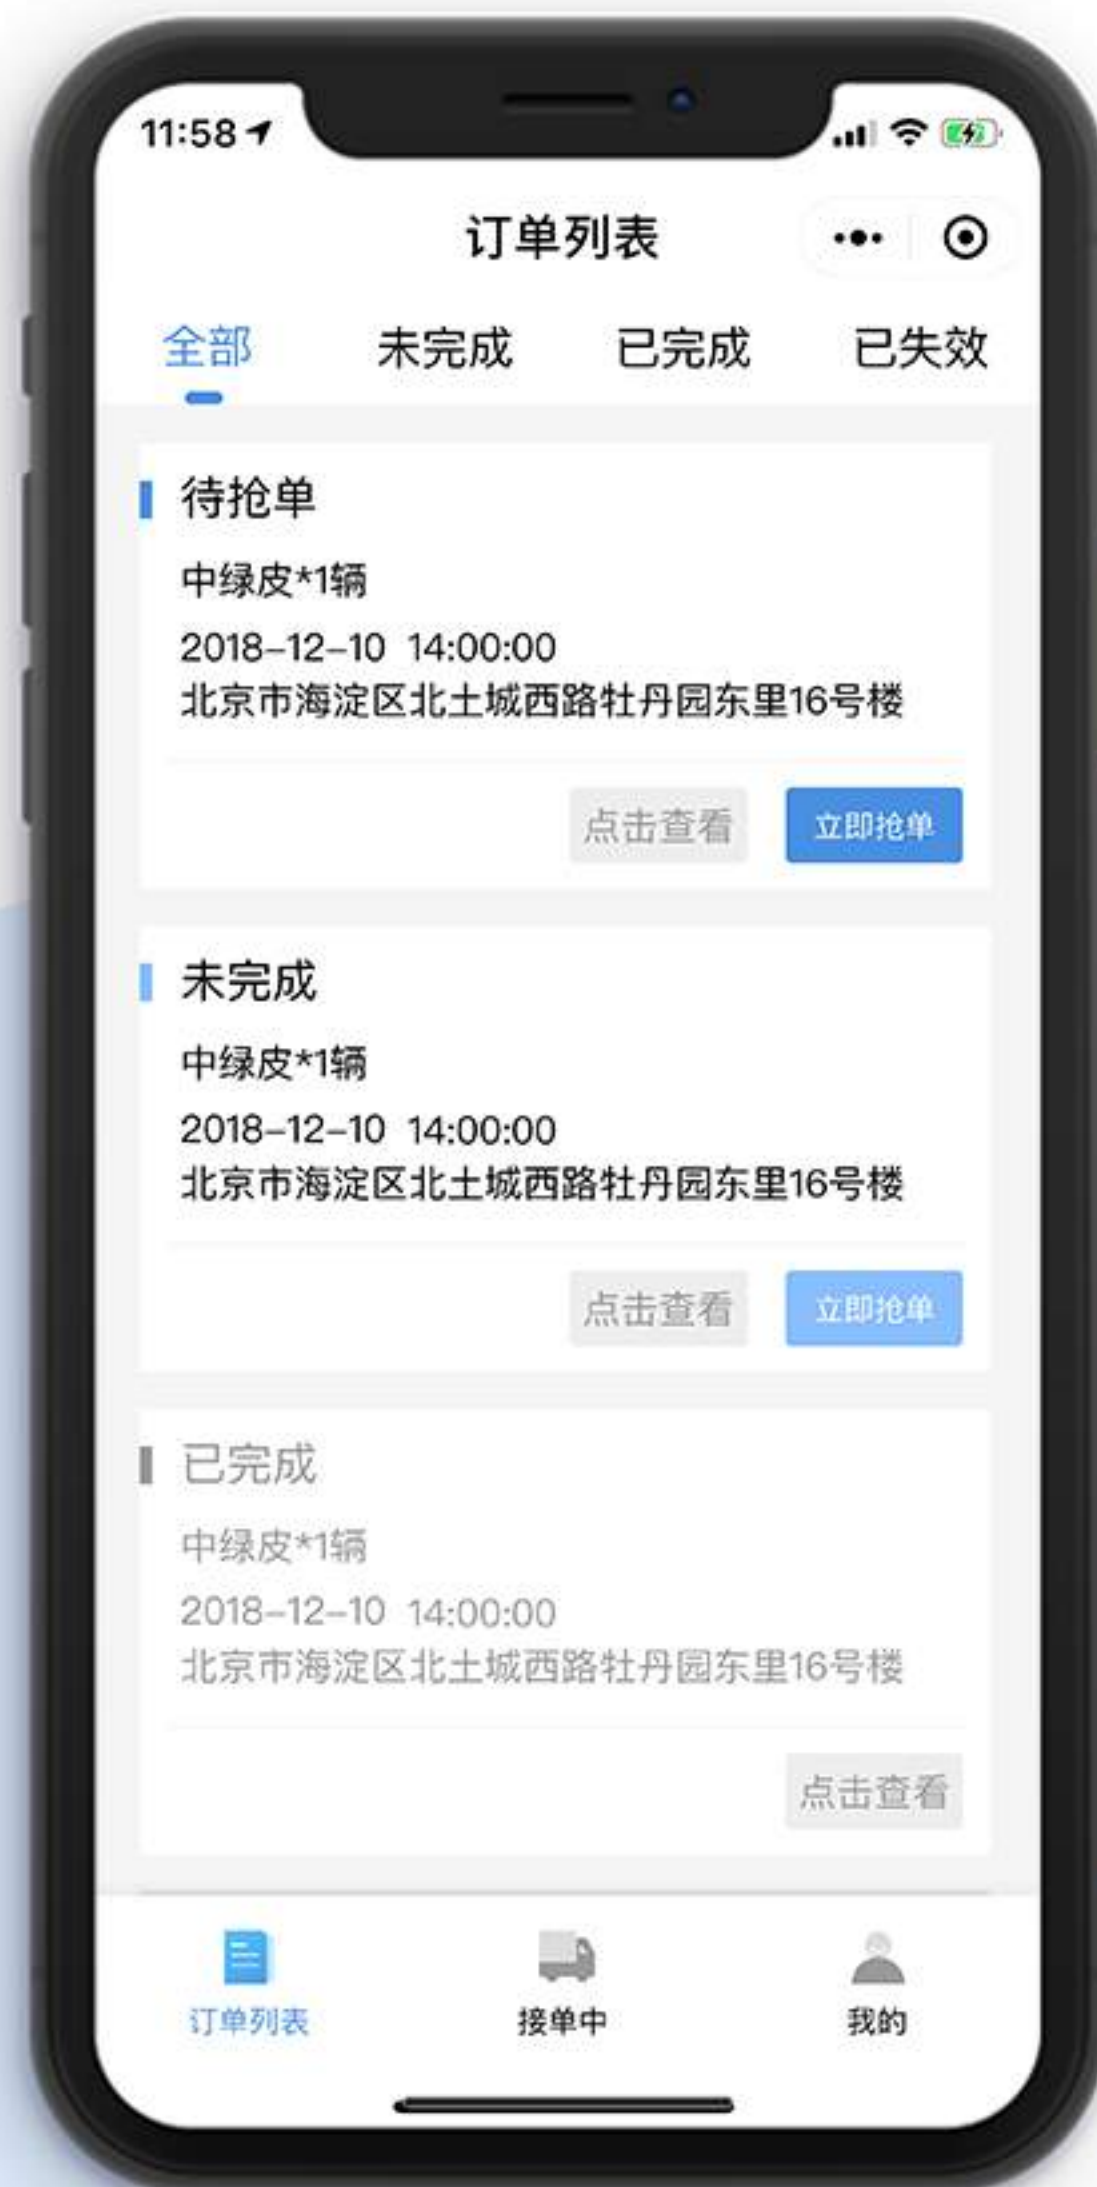 11:58
订单列表
全部 未完成 已完成 已失效
待抢单
中绿皮*1辆
2018-12-10 14:00:00
北京市海淀区北土城西路牡丹园东里16号楼
点击查看 立即抢单
未完成
中绿皮*1辆
2018-12-10 14:00:00
北京市海淀区北土城西路牡丹园东里16号楼
点击查看 立即抢单
已完成
中绿皮*1辆
2018-12-10 14:00:00
北京市海淀区北土城西路牡丹园东里16号楼
点击查看
订单列表 接单中 我的